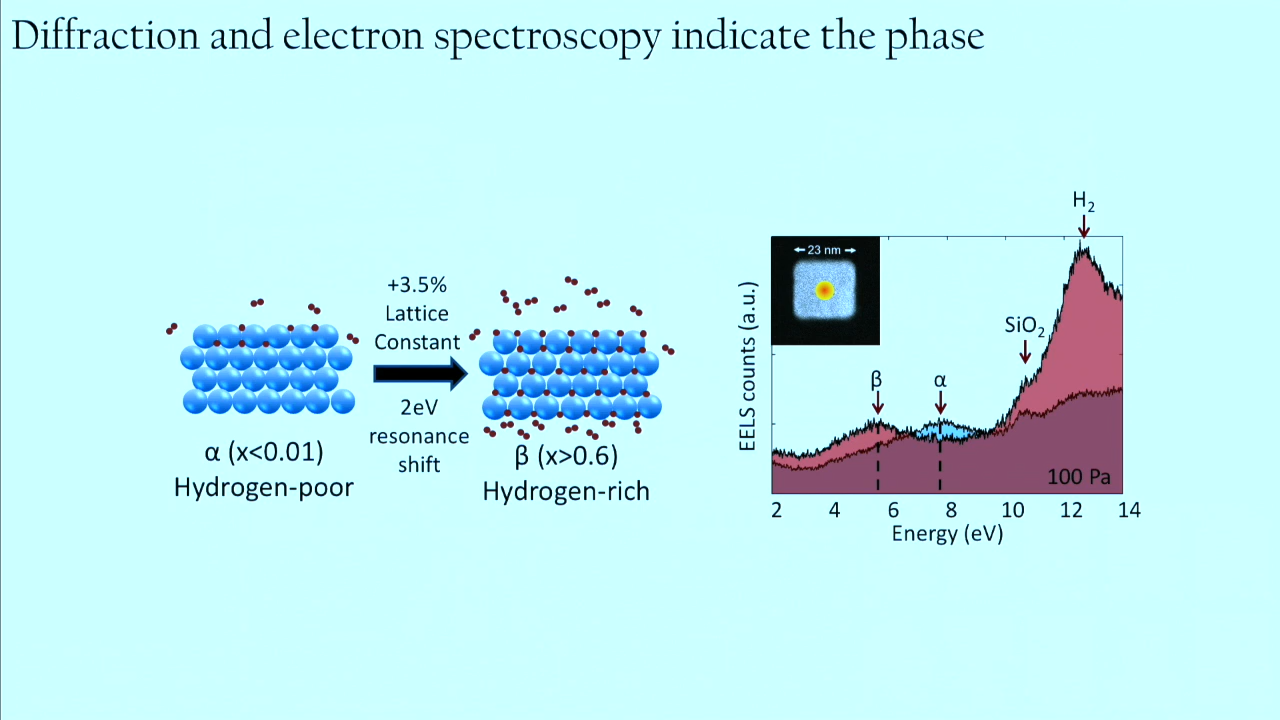 Diffraction and electron spectroscopy indicate the phase
+3.5%
Lattice
Constant
2eV
resonance
shift
α (x<0.01)
Hydrogen-poor
β (x>0.6)
Hydrogen-rich
EELS counts (a.u.)
23 nm
β
α
SiO₂
H₂
100 Pa
2 4 6 8 10 12 14
Energy (eV)